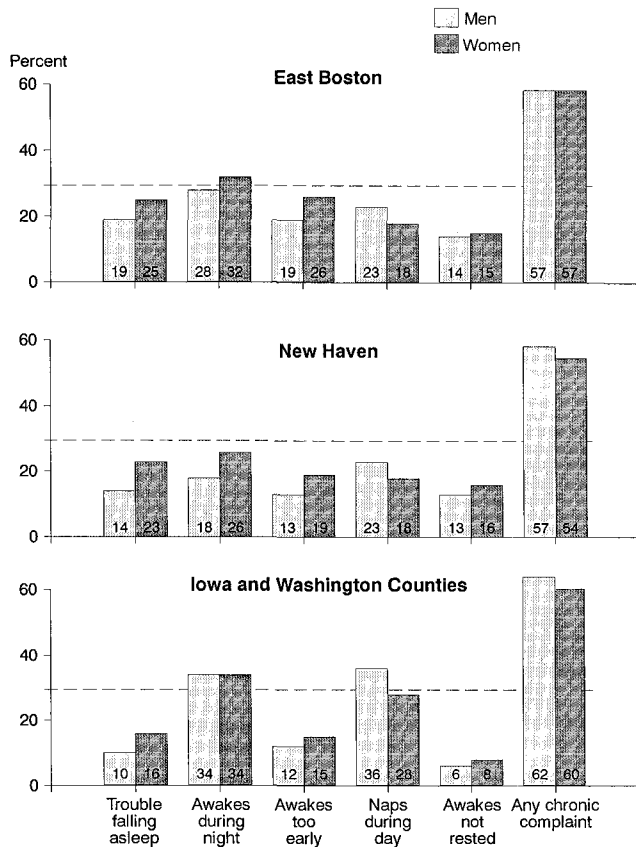 Men
Women
Percent
East Boston
60
40
20
0
19 25 28 32 19 26 23 18 14 15 57 57
New Haven
60
40
20
0
14 23 18 26 13 19 23 18 13 16 57 54
Iowa and Washington Counties
60
40
20
0
10 16 34 34 12 15 36 28 6 8 62 60
Trouble Awakes Awakes Naps Awakes Any chronic
falling during too during not complaint
asleep night early day rested